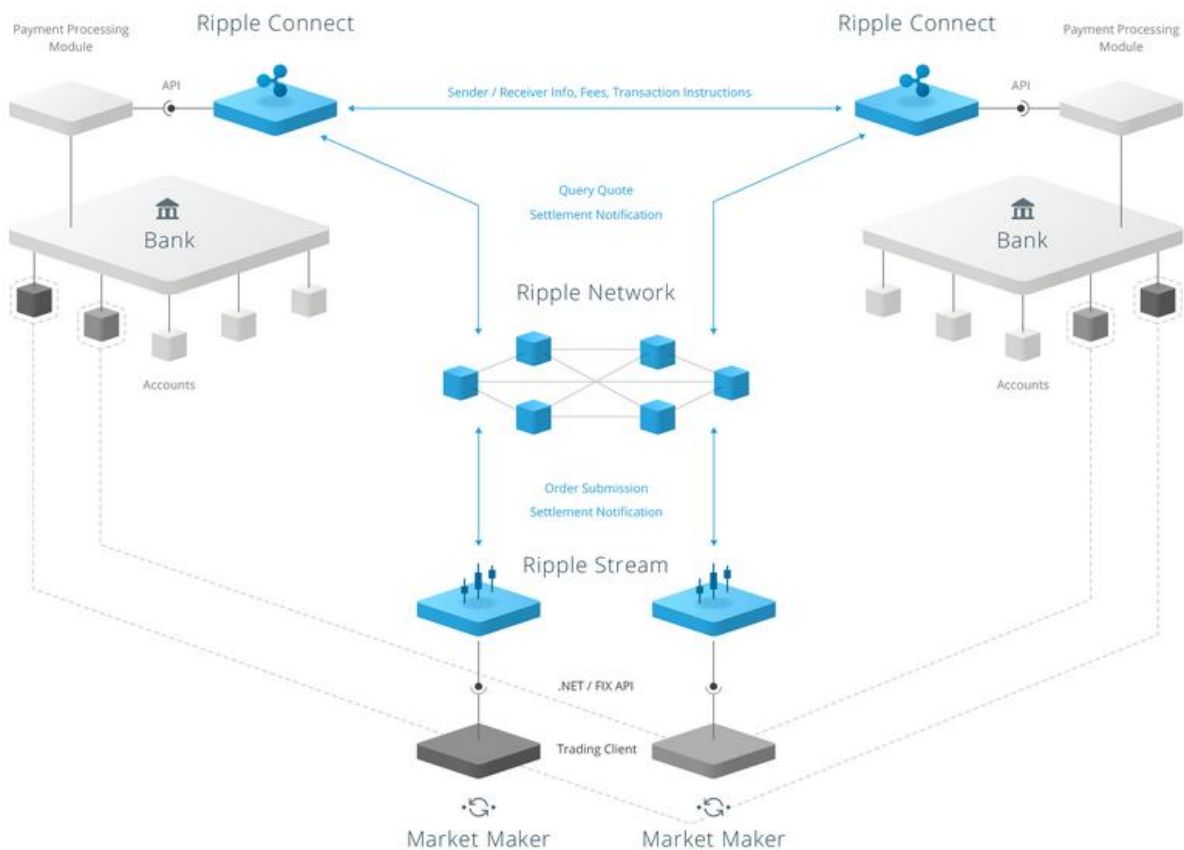 Ripple Connect
Ripple Connect
Payment Processing
Module
Payment Processing
Module
API
API
Sender / Receiver Info, Fees, Transaction Instructions
Query Quote
Settlement Notification
Bank
Bank
Ripple Network
Accounts
Accounts
Order Submission
Settlement Notification
Ripple Stream
.NET / FIX API
Trading Client
Market Maker
Market Maker